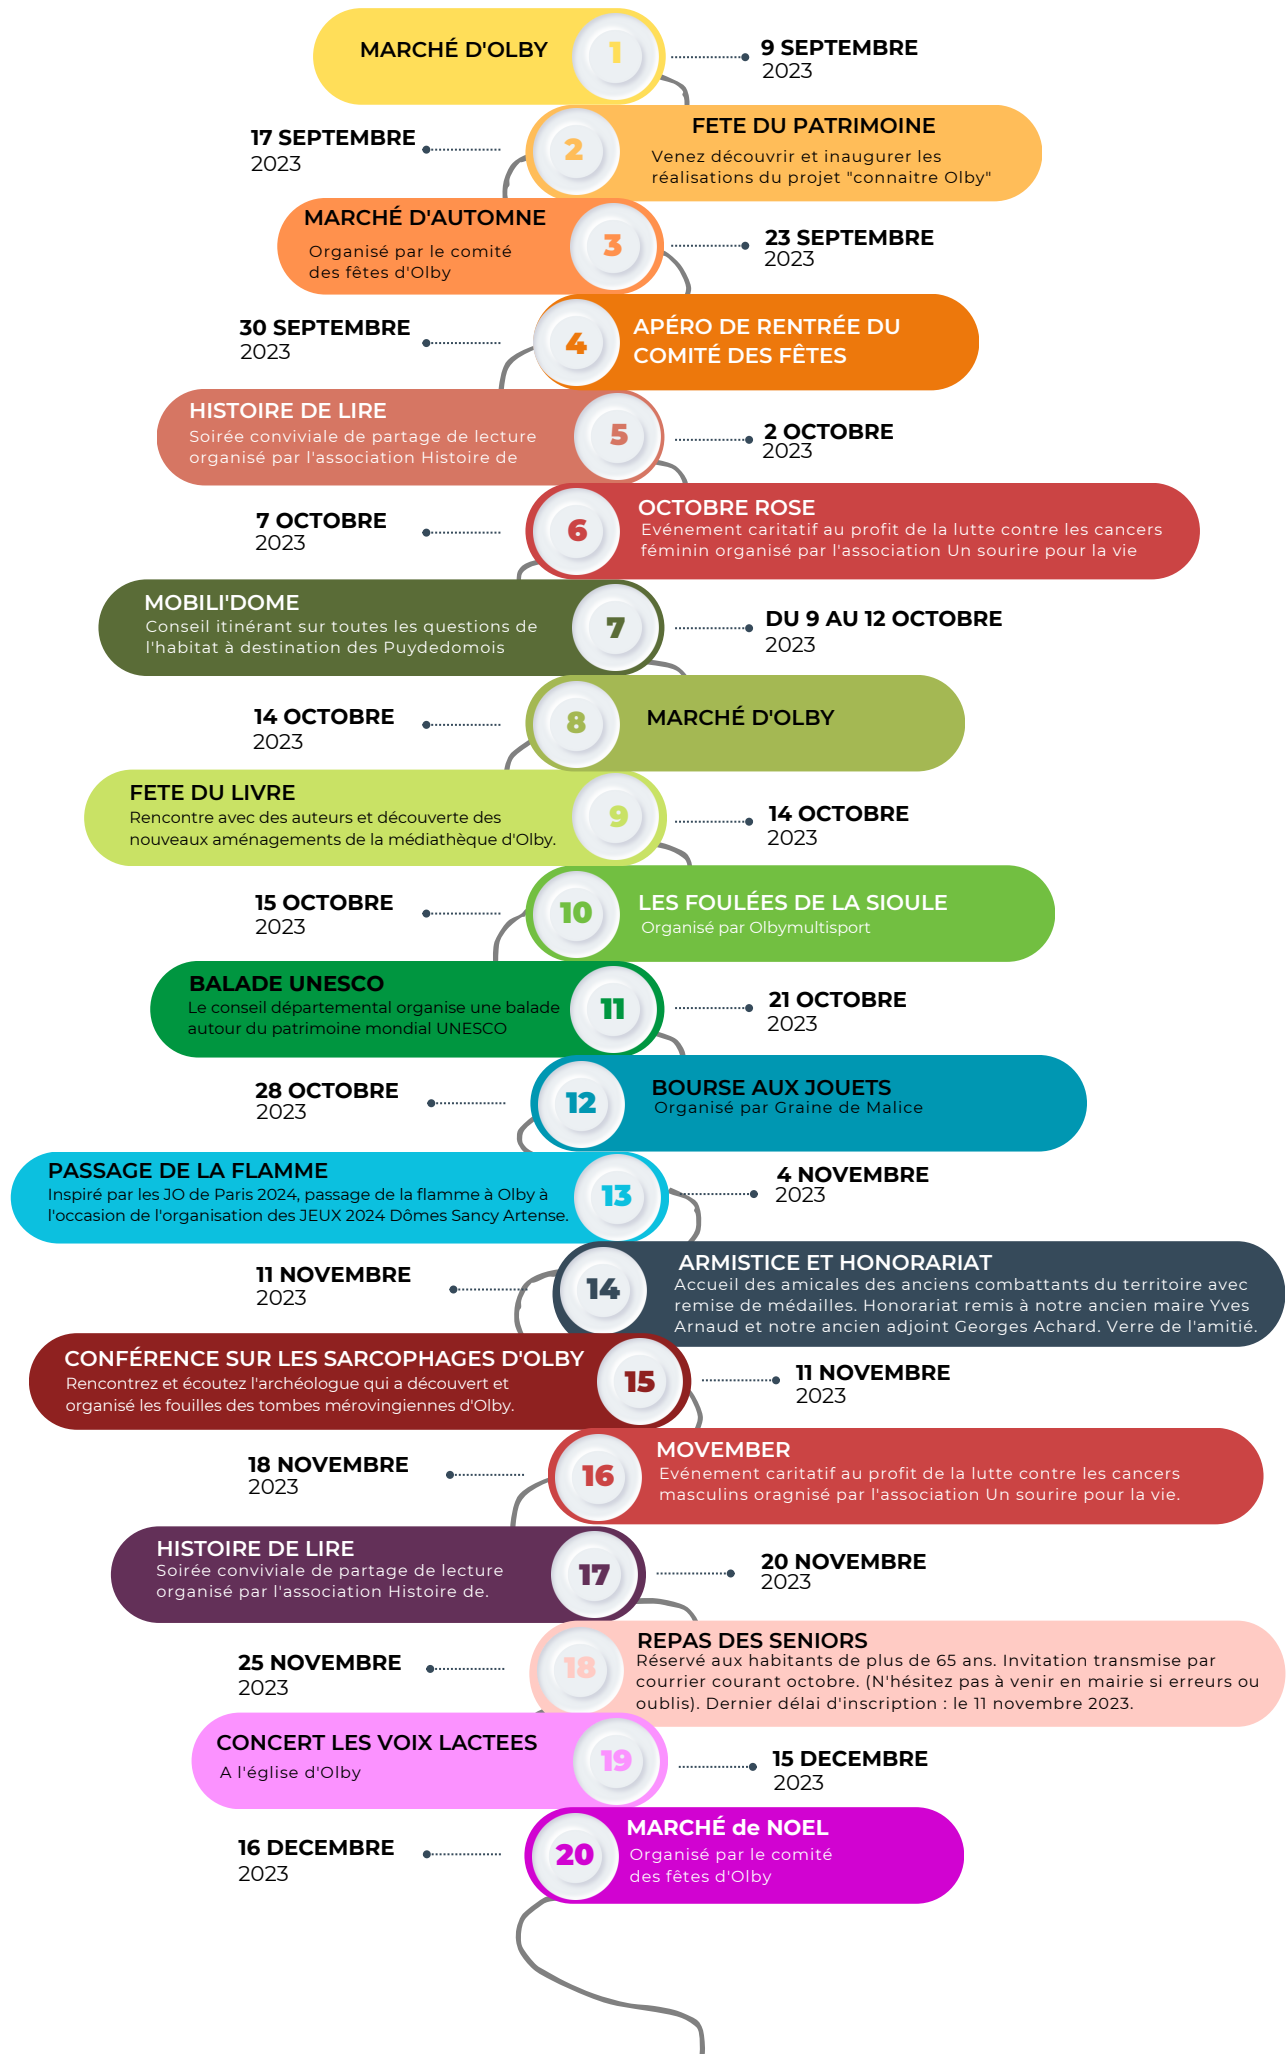 MARCHÉ D'OLBY
1
9 SEPTEMBRE
2023
17 SEPTEMBRE
2023
2
FETE DU PATRIMOINE
Venez découvrir et inaugurer les
réalisations du projet "connaitre Olby"
MARCHÉ D'AUTOMNE
Organisé par le comité
des fêtes d'Olby
3
23 SEPTEMBRE
2023
30 SEPTEMBRE
2023
4
APÉRO DE RENTRÉE DU
COMITÉ DES FÊTES
HISTOIRE DE LIRE
Soirée conviviale de partage de lecture
organisé par l'association Histoire de
5
2 OCTOBRE
2023
7 OCTOBRE
2023
6
OCTOBRE ROSE
Evénement caritatif au profit de la lutte contre les cancers
féminin organisé par l'association Un sourire pour la vie
MOBILI'DOME
Conseil itinérant sur toutes les questions de
l'habitat à destination des Puydedomois
7
DU 9 AU 12 OCTOBRE
2023
14 OCTOBRE
2023
8
MARCHÉ D'OLBY
FETE DU LIVRE
Rencontre avec des auteurs et découverte des
nouveaux aménagements de la médiathèque d'Olby.
9
14 OCTOBRE
2023
15 OCTOBRE
2023
10
LES FOULÉES DE LA SIOULE
Organisé par Olbymultisport
BALADE UNESCO
Le conseil départemental organise une balade
autour du patrimoine mondial UNESCO
11
21 OCTOBRE
2023
28 OCTOBRE
2023
12
BOURSE AUX JOUETS
Organisé par Graine de Malice
PASSAGE DE LA FLAMME
Inspiré par les JO de Paris 2024, passage de la flamme à Olby à
l'occasion de l'organisation des JEUX 2024 Dômes Sancy Artense.
13
4 NOVEMBRE
2023
11 NOVEMBRE
2023
14
ARMISTICE ET HONORARIAT
Accueil des amicales des anciens combattants du territoire avec
remise de médailles. Honorariat remis à notre ancien maire Yves
Arnaud et notre ancien adjoint Georges Achard. Verre de l'amitié.
CONFÉRENCE SUR LES SARCOPHAGES D'OLBY
Rencontrez et écoutez l'archéologue qui a découvert et
organisé les fouilles des tombes mérovingiennes d'Olby.
15
11 NOVEMBRE
2023
18 NOVEMBRE
2023
16
MOVEMBER
Evénement caritatif au profit de la lutte contre les cancers
masculins oragnisé par l'association Un sourire pour la vie.
HISTOIRE DE LIRE
Soirée conviviale de partage de lecture
organisé par l'association Histoire de.
17
20 NOVEMBRE
2023
25 NOVEMBRE
2023
18
REPAS DES SENIORS
Réservé aux habitants de plus de 65 ans. Invitation transmise par
courrier courant octobre. (N'hésitez pas à venir en mairie si erreurs ou
oublis). Dernier délai d'inscription : le 11 novembre 2023.
CONCERT LES VOIX LACTEES
A l'église d'Olby
19
15 DECEMBRE
2023
16 DECEMBRE
2023
20
MARCHÉ de NOEL
Organisé par le comité
des fêtes d'Olby